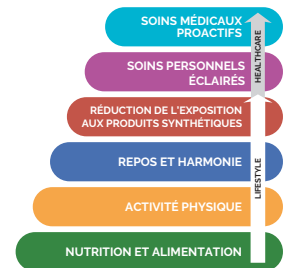 SOINS MÉDICAUX
PROACTIFS
SOINS PERSONNELS
ÉCLAIRÉS
RÉDUCTION DE L'EXPOSITION
AUX PRODUITS SYNTHÉTIQUES
REPOS ET HARMONIE
ACTIVITÉ PHYSIQUE
NUTRITION ET ALIMENTATION
HEALTHCARE
LIFESTYLE